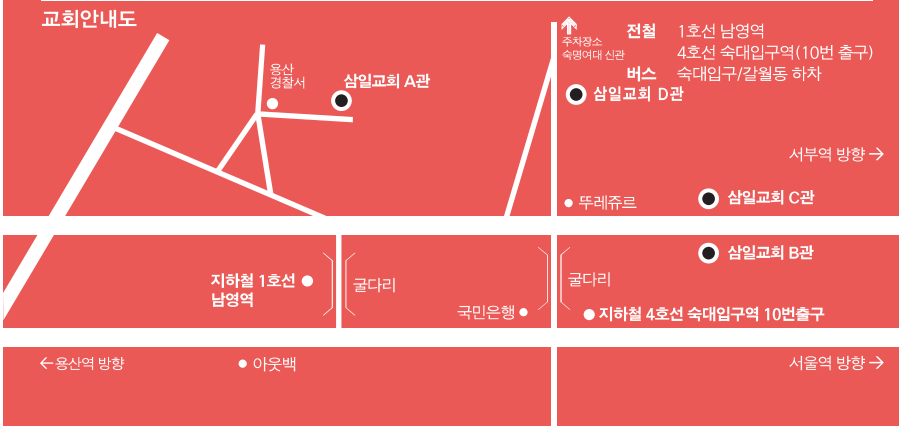 교회안내도
주차장소
숙명여대 신관
전철 1호선 남영역
4호선 숙대입구역(10번 출구)
버스 숙대입구/갈월동 하차
용산
경찰서
삼일교회 A관
삼일교회 D관
서부역 방향
뚜레쥬르
삼일교회 C관
삼일교회 B관
지하철 1호선
남영역
굴다리
굴다리
국민은행
지하철 4호선 숙대입구역 10번출구
용산역 방향
아웃백
서울역 방향